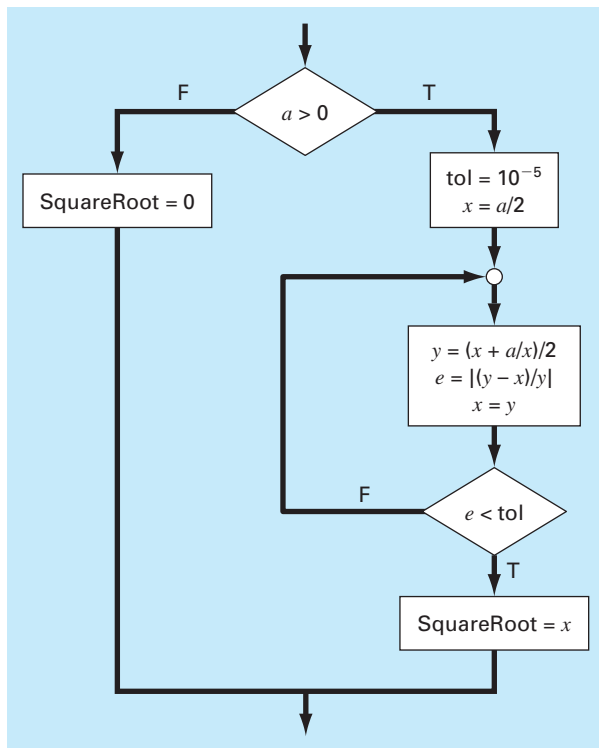 F
T
a > 0
SquareRoot = 0
tol = 10⁻⁵
x = a/2
y = (x + a/x)/2
e = |(y – x)/y|
x = y
F
e < tol
T
SquareRoot = x